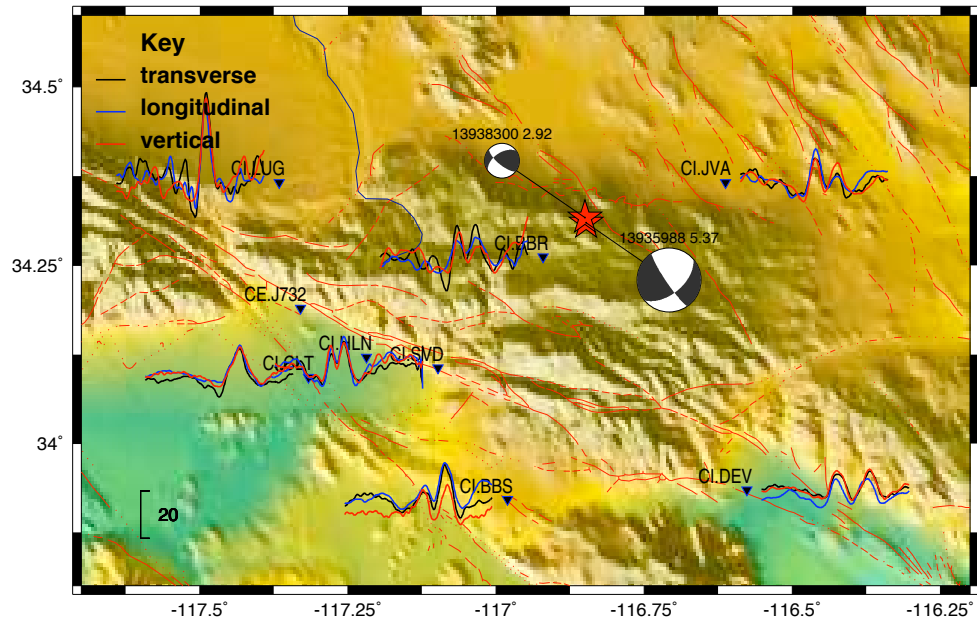 Key
transverse
longitudinal
vertical
13938300 2.92
CI.LUG
CI.JVA
13935988 5.37
CI.BBR
CE.J732
CI.MLN
CI.SVD
CI.CLT
CI.DEV
CI.BBS
20
34.5°
34.25°
34°
-117.5° -117.25° -117° -116.75° -116.5° -116.25°